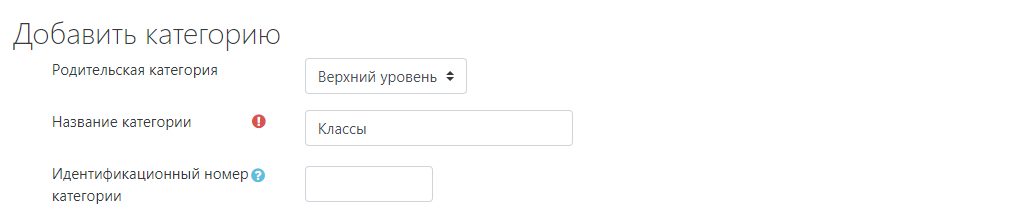 Добавить категорию
Родительская категория
Верхний уровень
Название категории
Классы
Идентификационный номер
категории